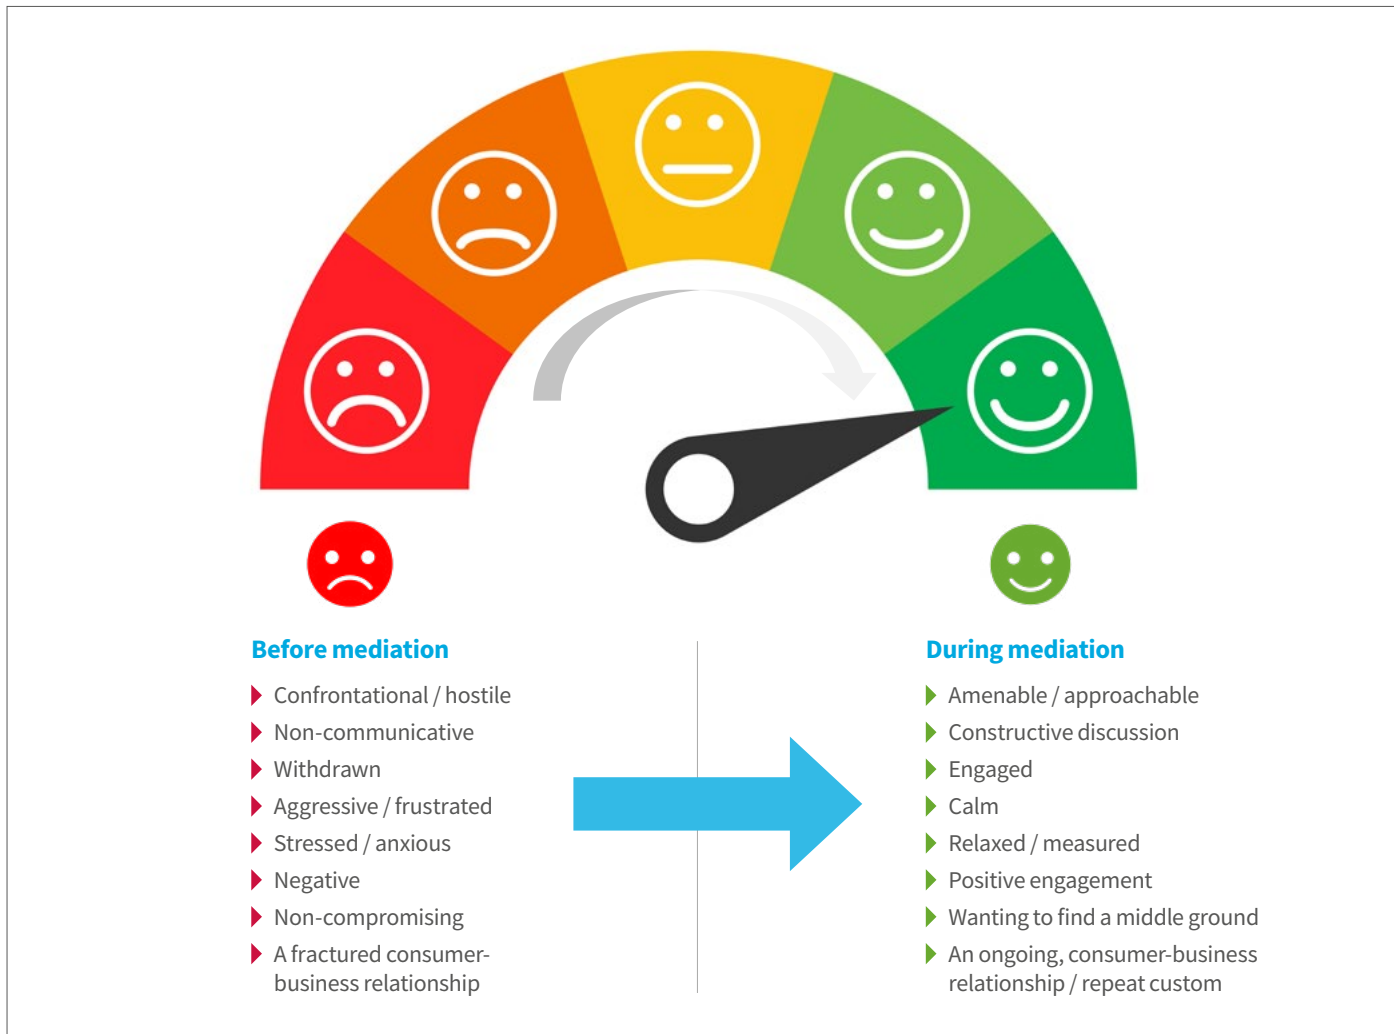 Before mediation
Confrontational / hostile
Non-communicative
Withdrawn
Aggressive / frustrated
Stressed / anxious
Negative
Non-compromising
A fractured consumer-
business relationship
During mediation
Amenable / approachable
Constructive discussion
Engaged
Calm
Relaxed / measured
Positive engagement
Wanting to find a middle ground
An ongoing, consumer-business
relationship / repeat custom